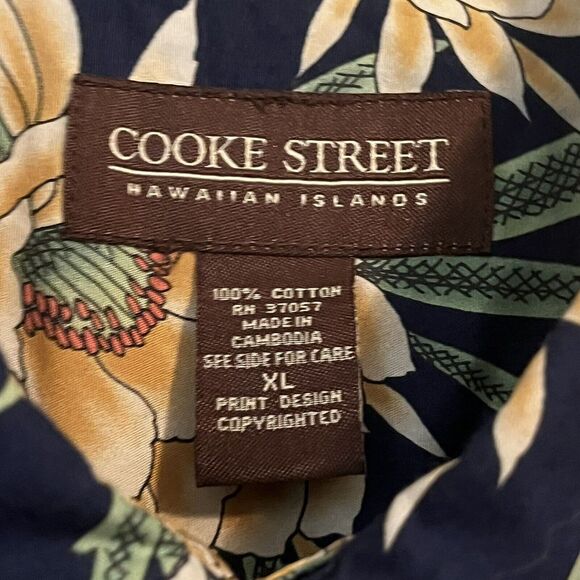 COOKE STREET
HAWAIIAN ISLANDS
100% COTTON
RN 37057
MADE IN
CAMBODIA
SEE SIDE FOR CARE
XL
PRINT DESIGN
COPYRIGHTED